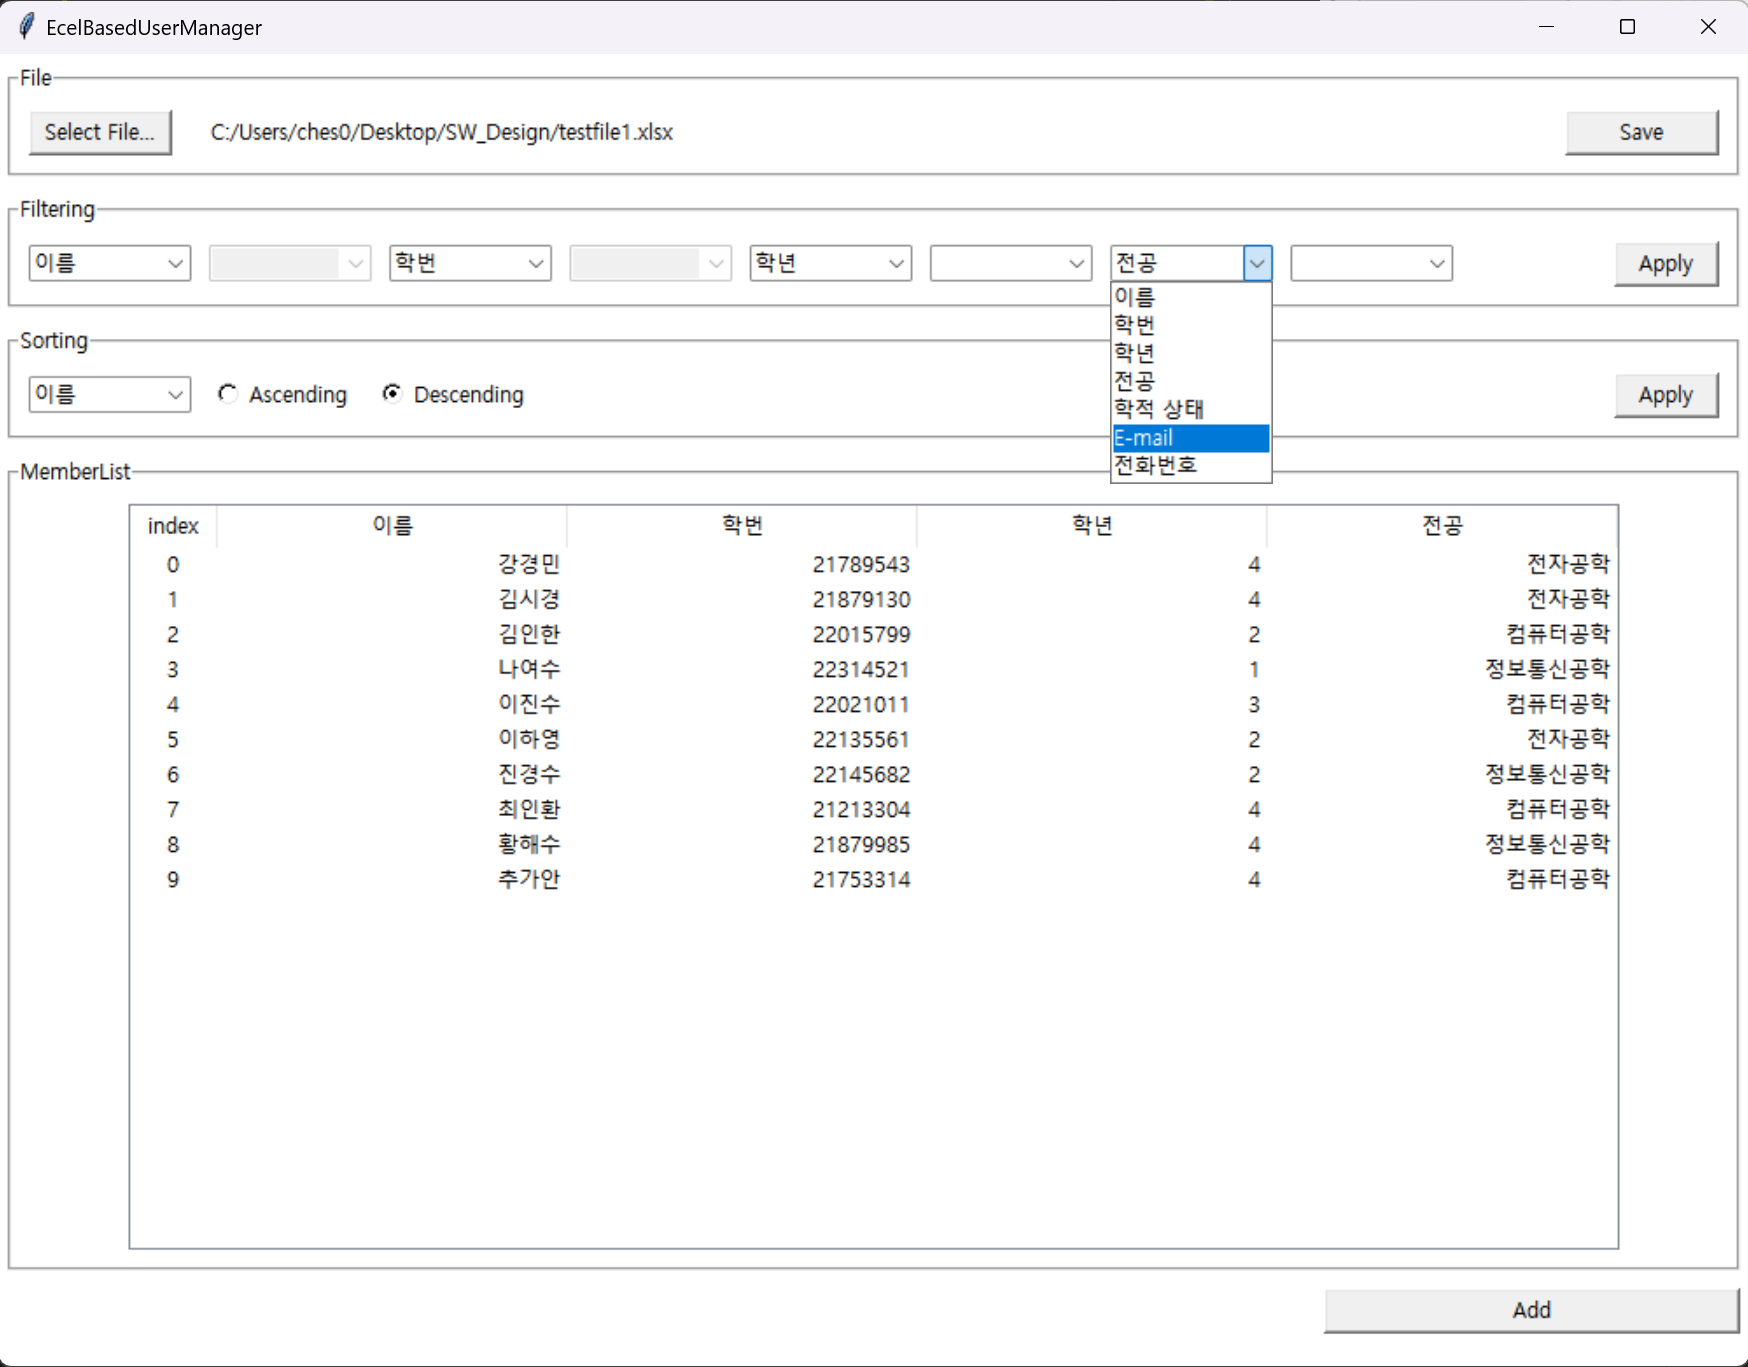 EcelBasedUserManager
File
Select File... C:/Users/ches0/Desktop/SW_Design/testfile1.xlsx Save
Filtering
이름 학번 학년 전공 Apply
이름
학번
학년
전공
학적 상태
E-mail
전화번호
Sorting
이름 Ascending Descending Apply
MemberList
index 이름 학번 학년 전공
0 강경민 21789543 4 전자공학
1 김시경 21879130 4 전자공학
2 김인한 22015799 2 컴퓨터공학
3 나여수 22314521 1 정보통신공학
4 이진수 22021011 3 컴퓨터공학
5 이하영 22135561 2 전자공학
6 진경수 22145682 2 정보통신공학
7 최인환 21213304 4 컴퓨터공학
8 황해수 21879985 4 정보통신공학
9 추가안 21753314 4 컴퓨터공학
Add